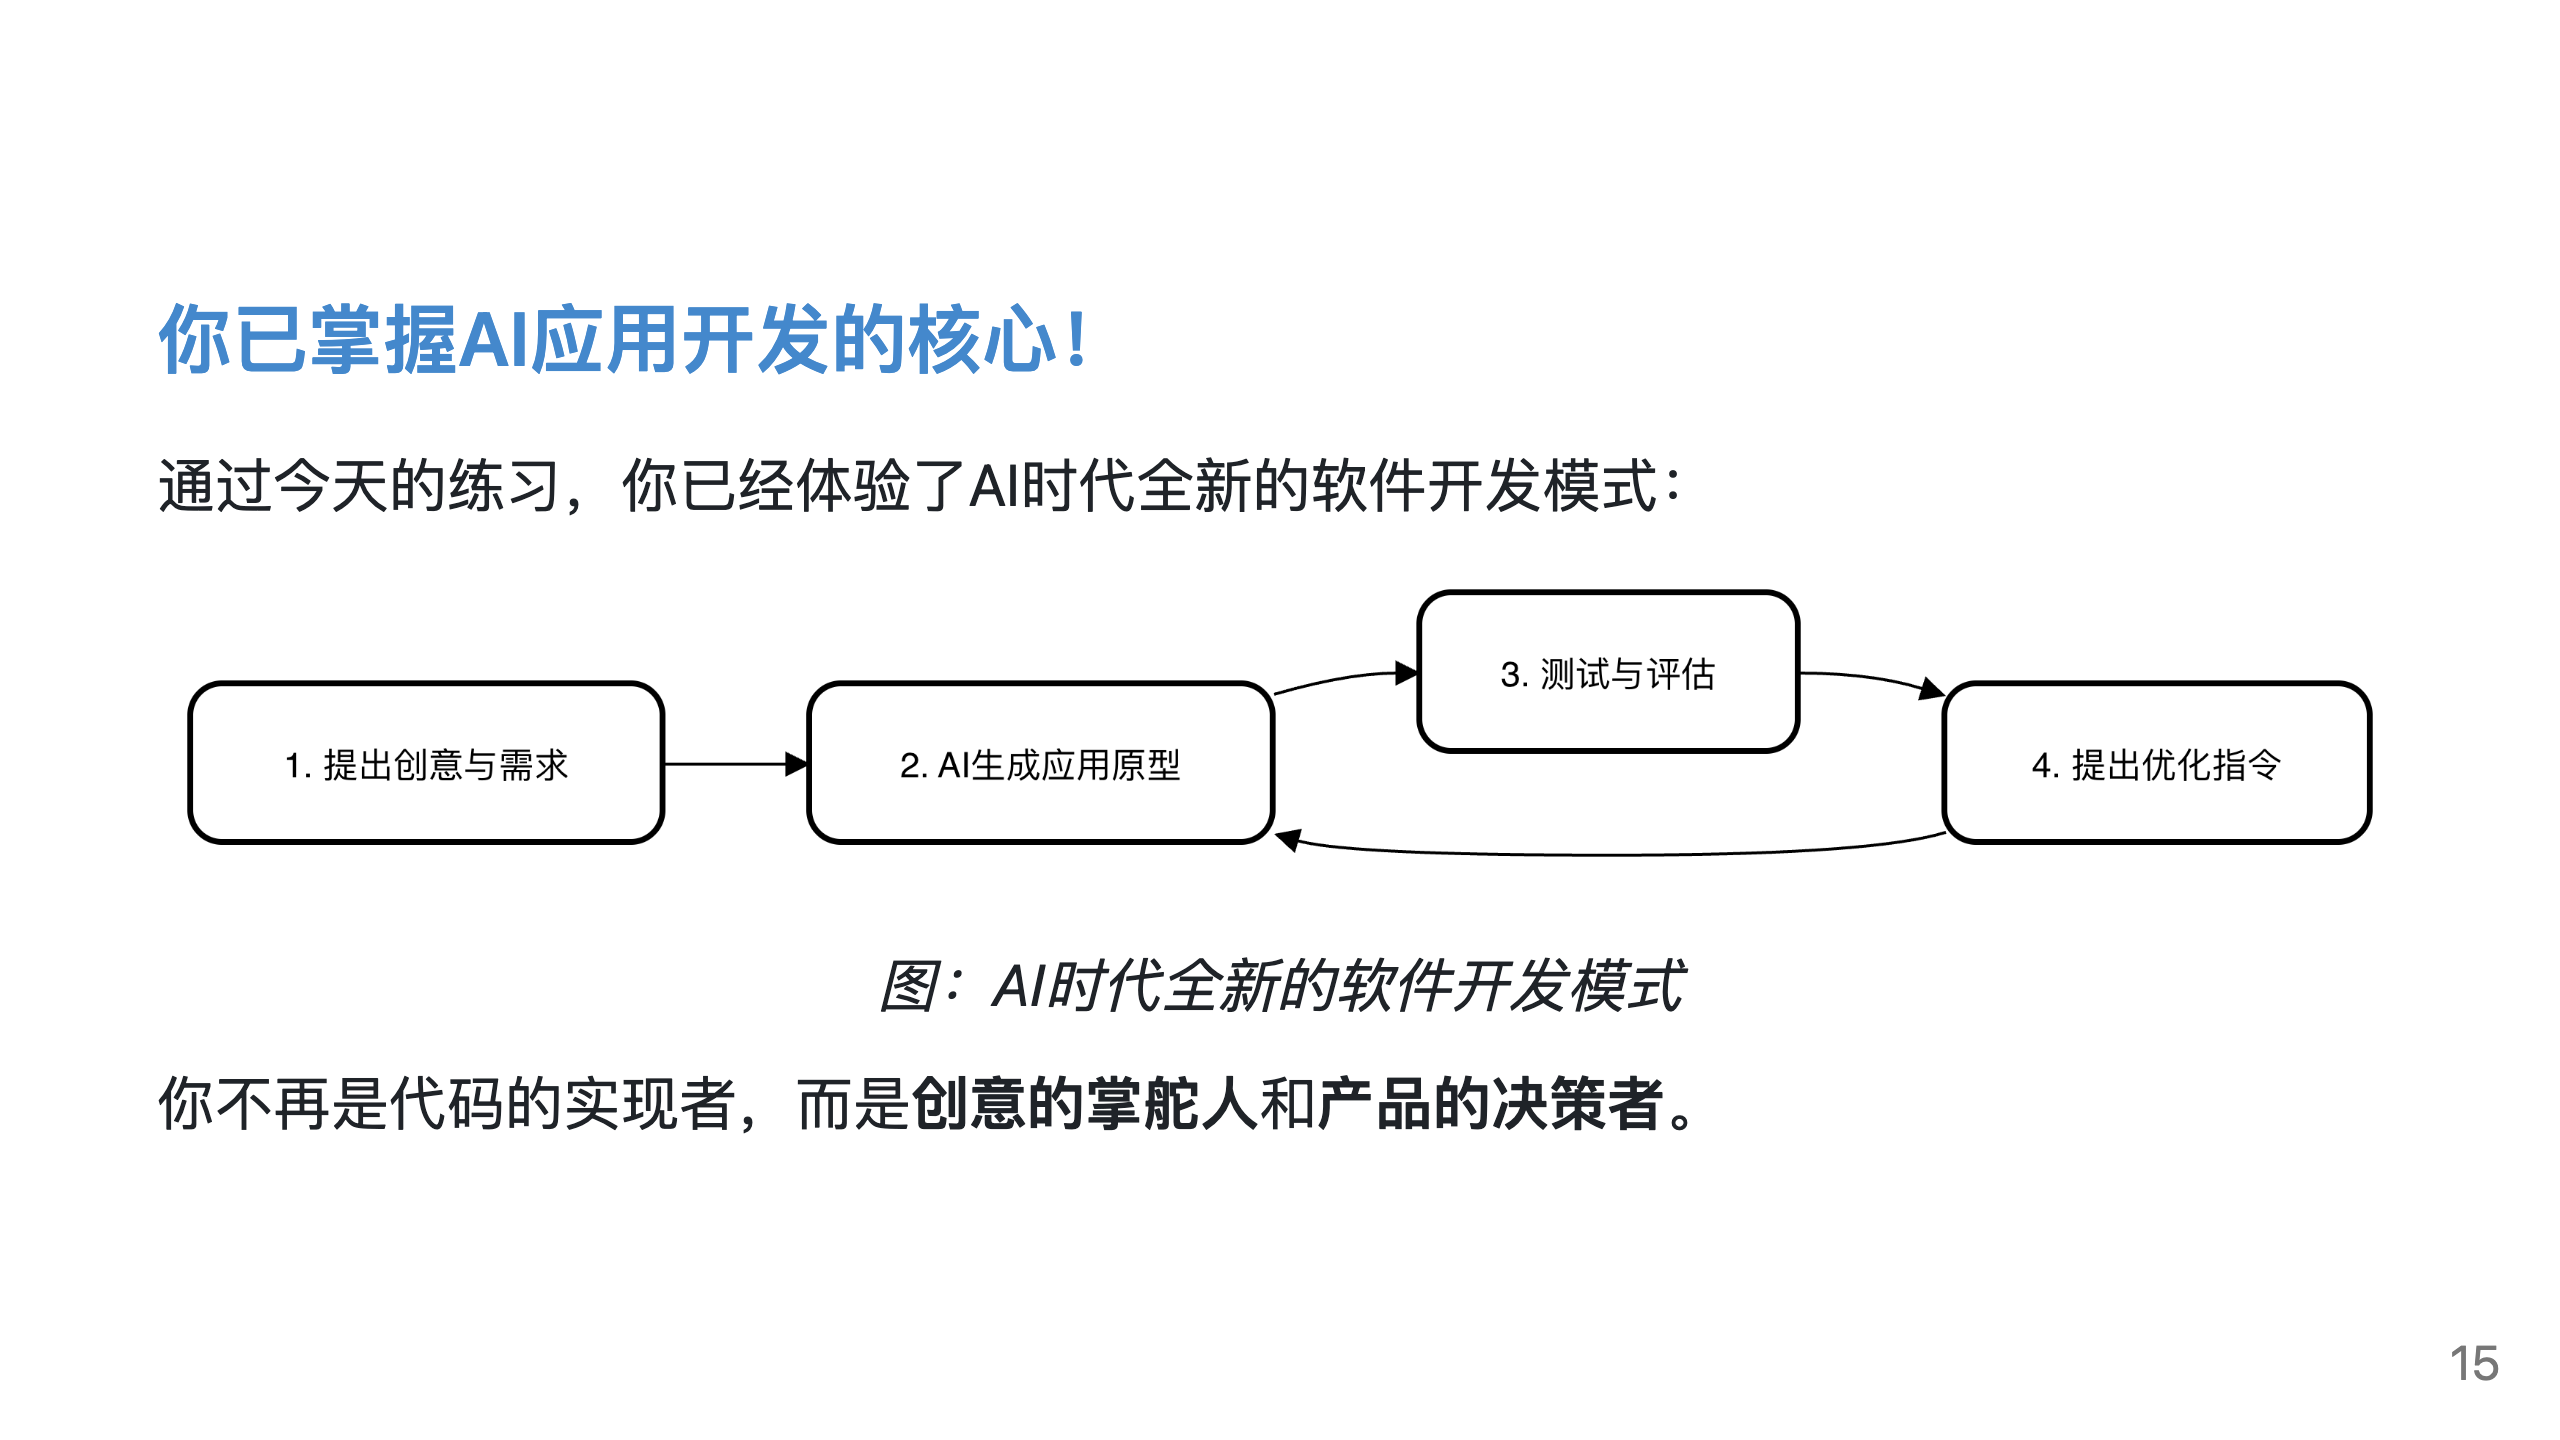 你已掌握AI应用开发的核心！
通过今天的练习，你已经体验了AI时代全新的软件开发模式：
1. 提出创意与需求
2. AI生成应用原型
3. 测试与评估
4. 提出优化指令
图：AI时代全新的软件开发模式
你不再是代码的实现者，而是创意的掌舵人和产品的决策者。
15